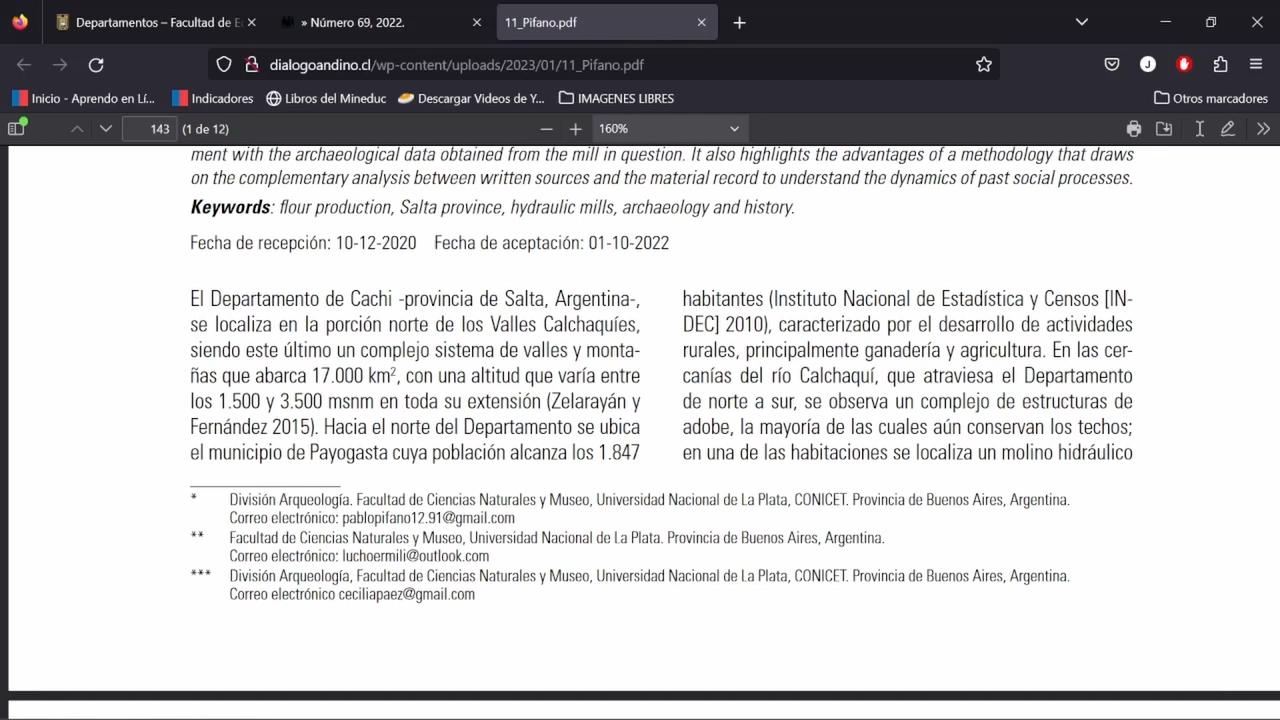 Departamentos – Facultad de E
» Número 69, 2022.
11_Pifano.pdf
dialogoandino.cl/wp-content/uploads/2023/01/11_Pifano.pdf
J
Inicio - Aprendo en Lí...
Indicadores
Libros del Mineduc
Descargar Videos de Y...
IMAGENES LIBRES
Otros marcadores
143 (1 de 12)
160%
ment with the archaeological data obtained from the mill in question. It also highlights the advantages of a methodology that draws
on the complementary analysis between written sources and the material record to understand the dynamics of past social processes.
Keywords: flour production, Salta province, hydraulic mills, archaeology and history.
Fecha de recepción: 10-12-2020 Fecha de aceptación: 01-10-2022
El Departamento de Cachi -provincia de Salta, Argentina-,
se localiza en la porción norte de los Valles Calchaquíes,
siendo este último un complejo sistema de valles y monta-
ñas que abarca 17.000 km², con una altitud que varía entre
los 1.500 y 3.500 msnm en toda su extensión (Zelarayán y
Fernández 2015). Hacia el norte del Departamento se ubica
el municipio de Payogasta cuya población alcanza los 1.847
habitantes (Instituto Nacional de Estadística y Censos [IN-
DEC] 2010), caracterizado por el desarrollo de actividades
rurales, principalmente ganadería y agricultura. En las cer-
canías del río Calchaquí, que atraviesa el Departamento
de norte a sur, se observa un complejo de estructuras de
adobe, la mayoría de las cuales aún conservan los techos;
en una de las habitaciones se localiza un molino hidráulico
* División Arqueología. Facultad de Ciencias Naturales y Museo, Universidad Nacional de La Plata, CONICET. Provincia de Buenos Aires, Argentina.
Correo electrónico: pablopifano12.91@gmail.com
** Facultad de Ciencias Naturales y Museo, Universidad Nacional de La Plata. Provincia de Buenos Aires, Argentina.
Correo electrónico: luchoermili@outlook.com
*** División Arqueología, Facultad de Ciencias Naturales y Museo, Universidad Nacional de La Plata, CONICET. Provincia de Buenos Aires, Argentina.
Correo electrónico ceciliapaez@gmail.com